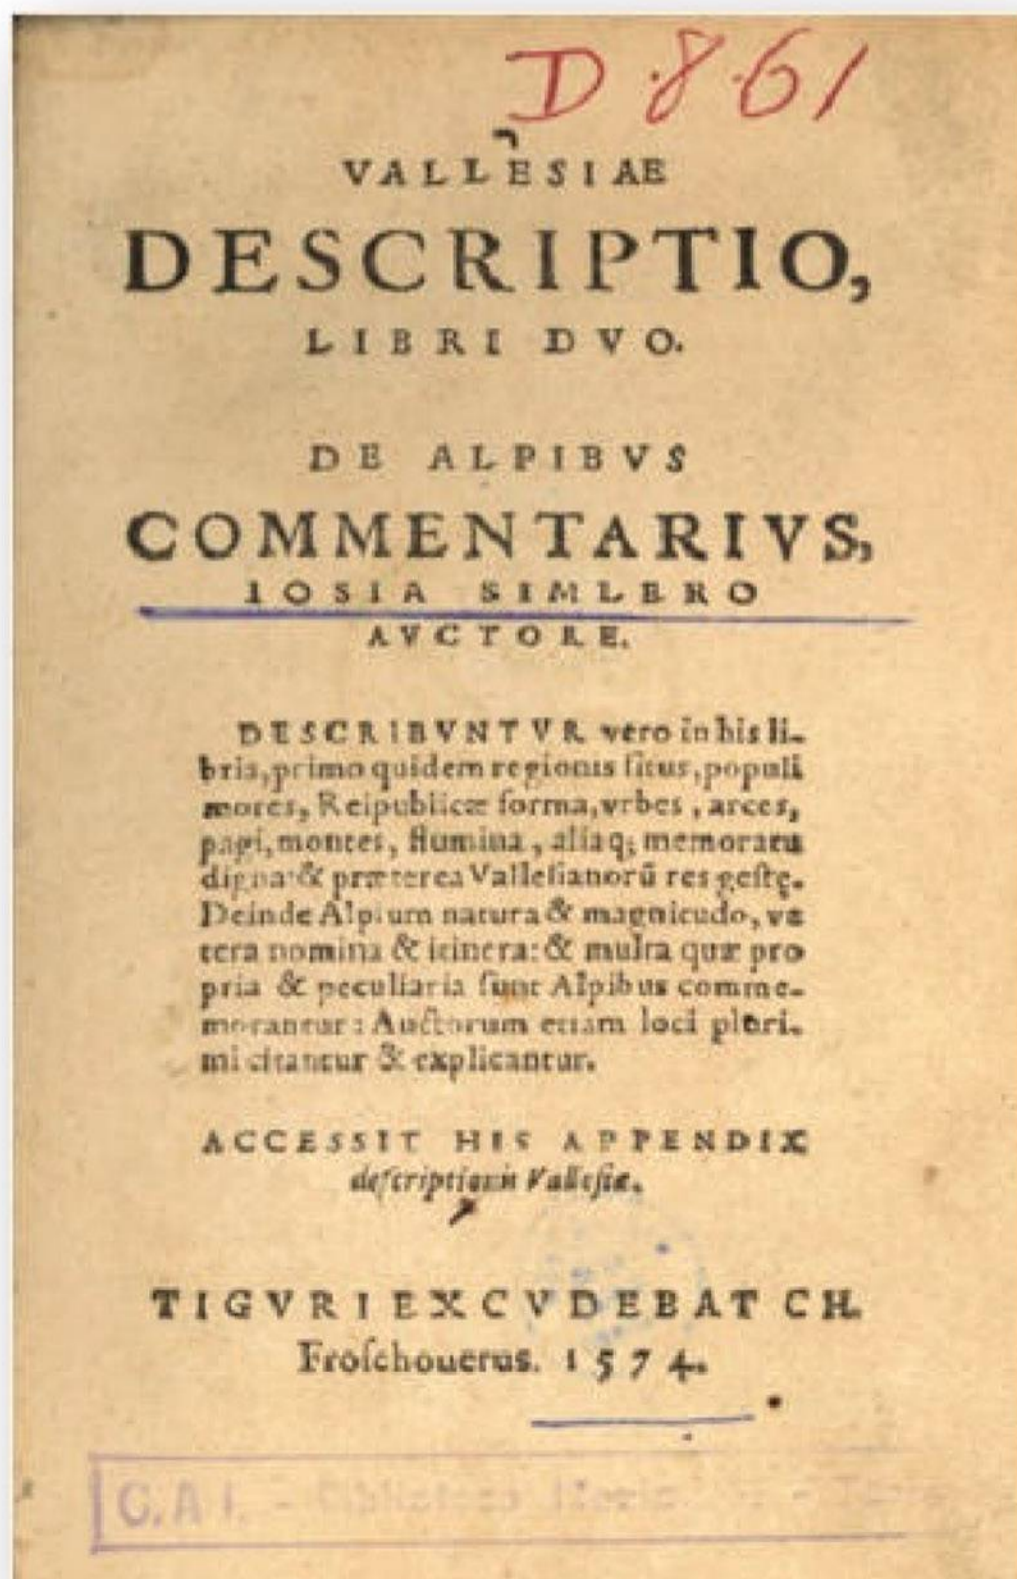 D.861
VALLESIAE
DESCRIPTIO,
LIBRI DVO.
DE ALPIBVS
COMMENTARIVS,
IOSIA SIMLERO
AVCTORE.
DESCRIBVNTVR vero in his li-
bris, primo quidem regionis ſitus, populi
mores, Reipublicæ forma, vrbes, arces,
pagi, montes, flumina, aliaq; memoratu
digna: & præterea Valleſianorũ res geſtę.
Deinde Alpium natura & magnitudo, ve
tera nomina & itinera: & multa quæ pro
pria & peculiaria ſunt Alpibus comme-
morantur: Auctorum etiam loci pluri-
mi citantur & explicantur.
ACCESSIT HIS APPENDIX
deſcriptionis Valleſiæ.
TIGVRI EXCVDEBAT CH.
Froſchouerus. 1574.
C.A.I. - Biblioteca